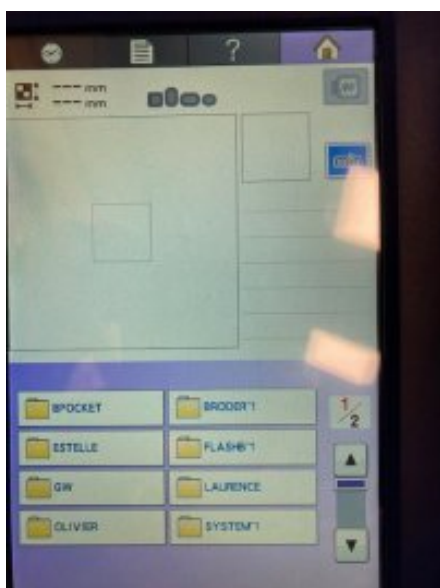 ?
--- mm
--- mm
BPOCKET
BRODER~1
ESTELLE
FLASHB~1
GW
LAURENCE
OLIVIER
SYSTEM~1
1/2